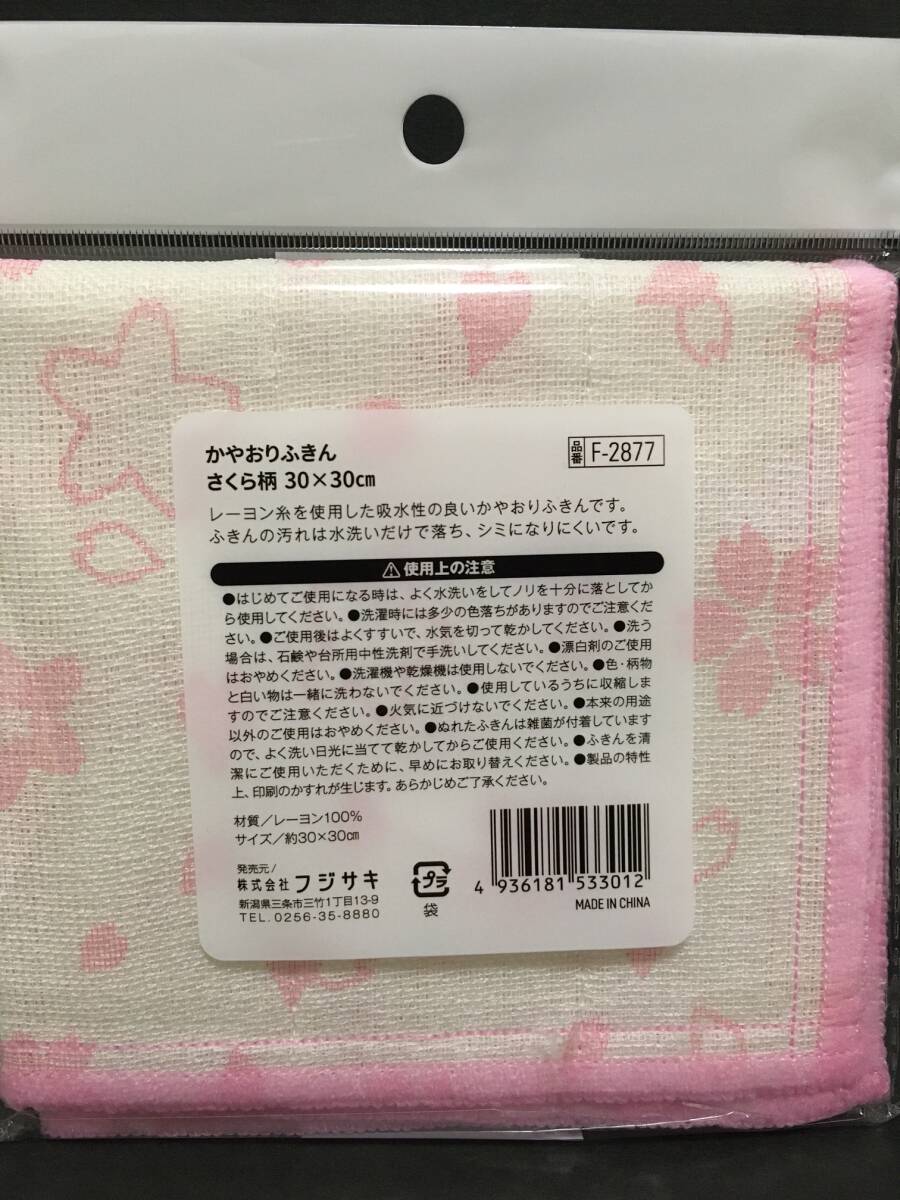 かやおりふきん
さくら柄 30×30cm
品番 F-2877
レーヨン糸を使用した吸水性の良いかやおりふきんです。
ふきんの汚れは水洗いだけで落ち、シミになりにくいです。
⚠使用上の注意
●はじめてご使用になる時は、よく水洗いをしてノリを十分に落としてか
ら使用してください。●洗濯時には多少の色落ちがありますのでご注意くだ
さい。●ご使用後はよくすすいで、水気を切って乾かしてください。●洗う
場合は、石鹸や台所用中性洗剤で手洗いしてください。●漂白剤のご使用
はおやめください。●洗濯機や乾燥機は使用しないでください。●色・柄物
と白い物は一緒に洗わないでください。●使用しているうちに収縮しま
すのでご注意ください。●火気に近づけないでください。●本来の用途
以外のご使用はおやめください。●ぬれたふきんは雑菌が付着しています
ので、よく洗い日光に当てて乾かしてからご使用ください。●ふきんを清
潔にご使用いただくために、早めにお取り替えください。●製品の特性
上、印刷のかすれが生じます。あらかじめご了承ください。
材質/レーヨン100%
サイズ/約30×30cm
発売元/
株式会社フジサキ
新潟県三条市三竹1丁目13-9
TEL.0256-35-8880
プラ
袋
4 936181 533012
MADE IN CHINA